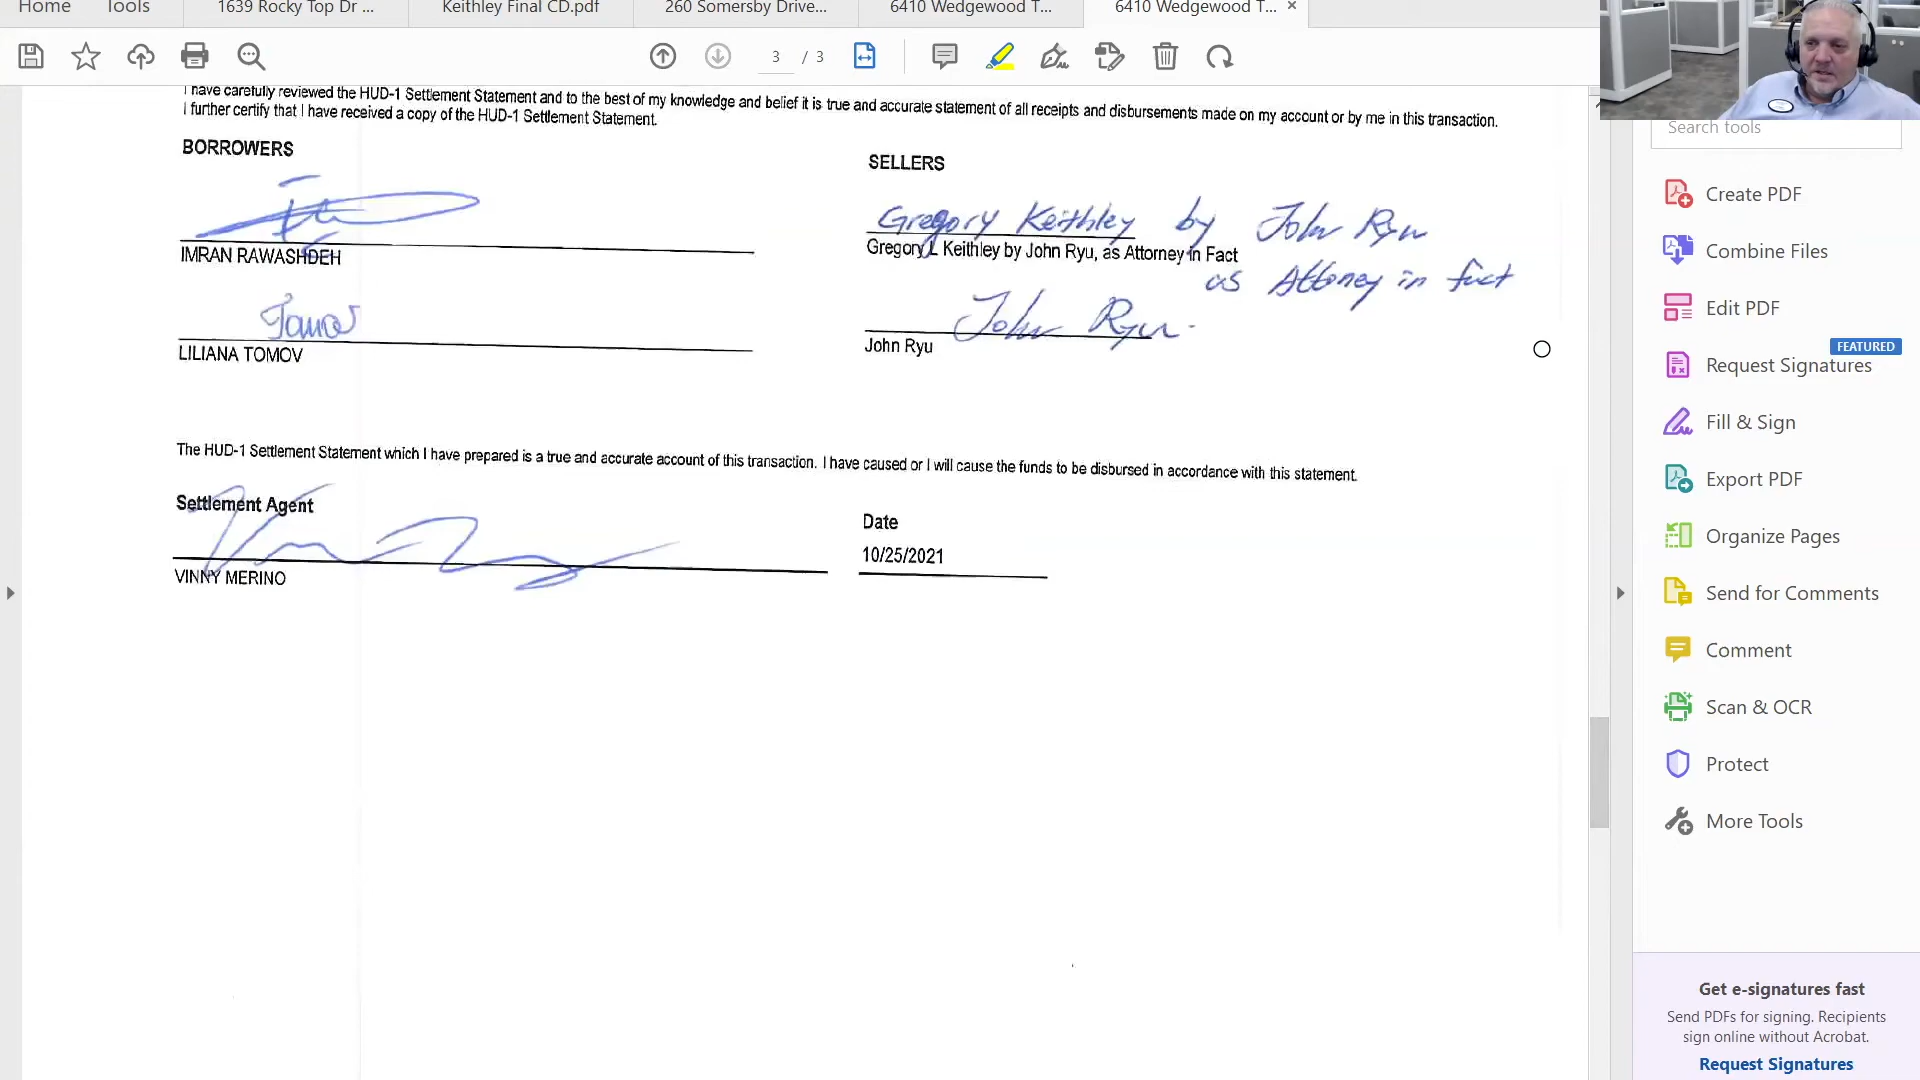 Home
Tools
1639 Rocky Top Dr ...
Keithley Final CD.pdf
260 Somersby Drive...
6410 Wedgewood T...
6410 Wedgewood T... ×
3 / 3
I have carefully reviewed the HUD-1 Settlement Statement and to the best of my knowledge and belief it is true and accurate statement of all receipts and disbursements made on my account or by me in this transaction.
I further certify that I have received a copy of the HUD-1 Settlement Statement.
BORROWERS
IMRAN RAWASHDEH
Tomov
LILIANA TOMOV
SELLERS
Gregory Keithley by John Ryu
Gregory L Keithley by John Ryu, as Attorney in Fact
as Attorney in fact
John Ryu
John Ryu
The HUD-1 Settlement Statement which I have prepared is a true and accurate account of this transaction. I have caused or I will cause the funds to be disbursed in accordance with this statement.
Settlement Agent
VINNY MERINO
Date
10/25/2021
Search tools
Create PDF
Combine Files
Edit PDF
FEATURED
Request Signatures
Fill & Sign
Export PDF
Organize Pages
Send for Comments
Comment
Scan & OCR
Protect
More Tools
Get e-signatures fast
Send PDFs for signing. Recipients
sign online without Acrobat.
Request Signatures